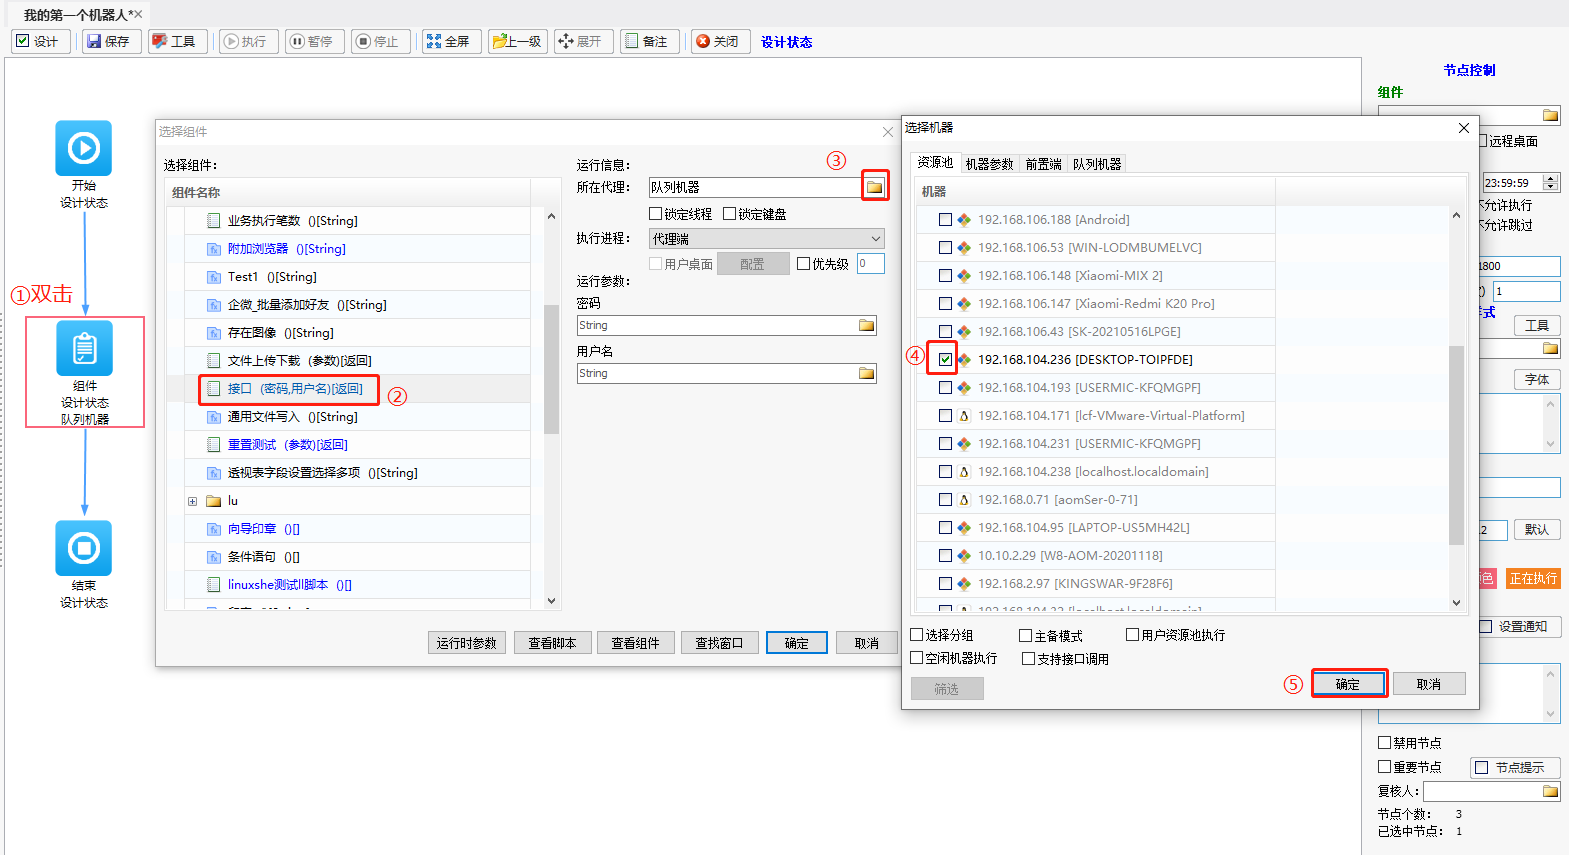 我的第一个机器人*×
设计 保存 工具 执行 暂停 停止 全屏 上一级 展开 备注 关闭 设计状态
开始
设计状态
①双击
组件
设计状态
队列机器
结束
设计状态
选择组件
选择组件:
组件名称
业务执行笔数 ()[String]
附加浏览器 ()[String]
Test1 ()[String]
企微_批量添加好友 ()[String]
存在图像 ()[String]
文件上传下载 (参数)[返回]
接口 (密码,用户名)[返回]
②
通用文件写入 ()[String]
重置测试 (参数)[返回]
透视表字段设置选择多项 ()[String]
lu
向导印章 ()[]
条件语句 ()[]
linuxshe测试ll脚本 ()[]
运行信息:
③
所在代理: 队列机器
锁定线程 锁定键盘
执行进程: 代理端
用户桌面 配置 优先级 0
运行参数:
密码
String
用户名
String
运行时参数 查看脚本 查看组件 查找窗口 确定 取消
选择机器
资源池 机器参数 前置端 队列机器
机器
192.168.106.188 [Android]
192.168.106.53 [WIN-LODMBUMELVC]
192.168.106.148 [Xiaomi-MIX 2]
192.168.106.147 [Xiaomi-Redmi K20 Pro]
192.168.106.43 [SK-20210516LPGE]
④ 192.168.104.236 [DESKTOP-TOIPFDE]
192.168.104.193 [USERMIC-KFQMGPF]
192.168.104.171 [lcf-VMware-Virtual-Platform]
192.168.104.231 [USERMIC-KFQMGPF]
192.168.104.238 [localhost.localdomain]
192.168.0.71 [aomSer-0-71]
192.168.104.95 [LAPTOP-US5MH42L]
10.10.2.29 [W8-AOM-20201118]
192.168.2.97 [KINGSWAR-9F28F6]
192.168.104.32 [localhost.localdomain]
选择分组 主备模式 用户资源池执行
空闲机器执行 支持接口调用
筛选 ⑤ 确定 取消
节点控制
组件
远程桌面
23:59:59
不允许执行
不允许跳过
1800
1
式
工具
字体
2 默认
色 正在执行
设置通知
禁用节点
重要节点 节点提示
复核人:
节点个数: 3
已选中节点: 1